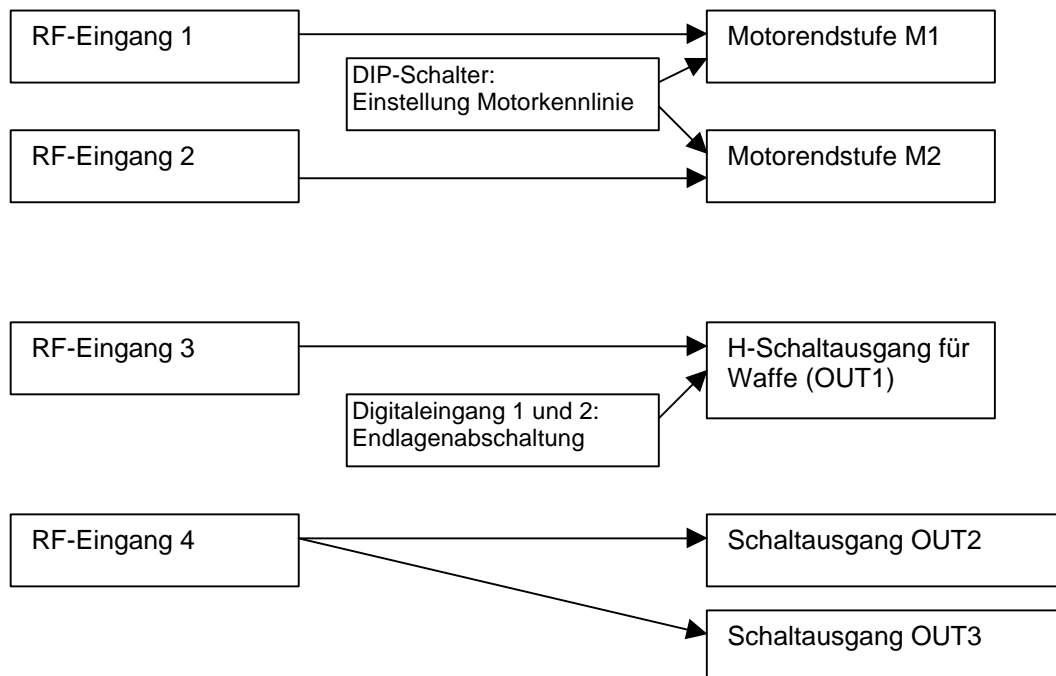 RF-Eingang 1
Motorendstufe M1
DIP-Schalter:
Einstellung Motorkennlinie
RF-Eingang 2
Motorendstufe M2
RF-Eingang 3
H-Schaltausgang für
Waffe (OUT1)
Digitaleingang 1 und 2:
Endlagenabschaltung
RF-Eingang 4
Schaltausgang OUT2
Schaltausgang OUT3